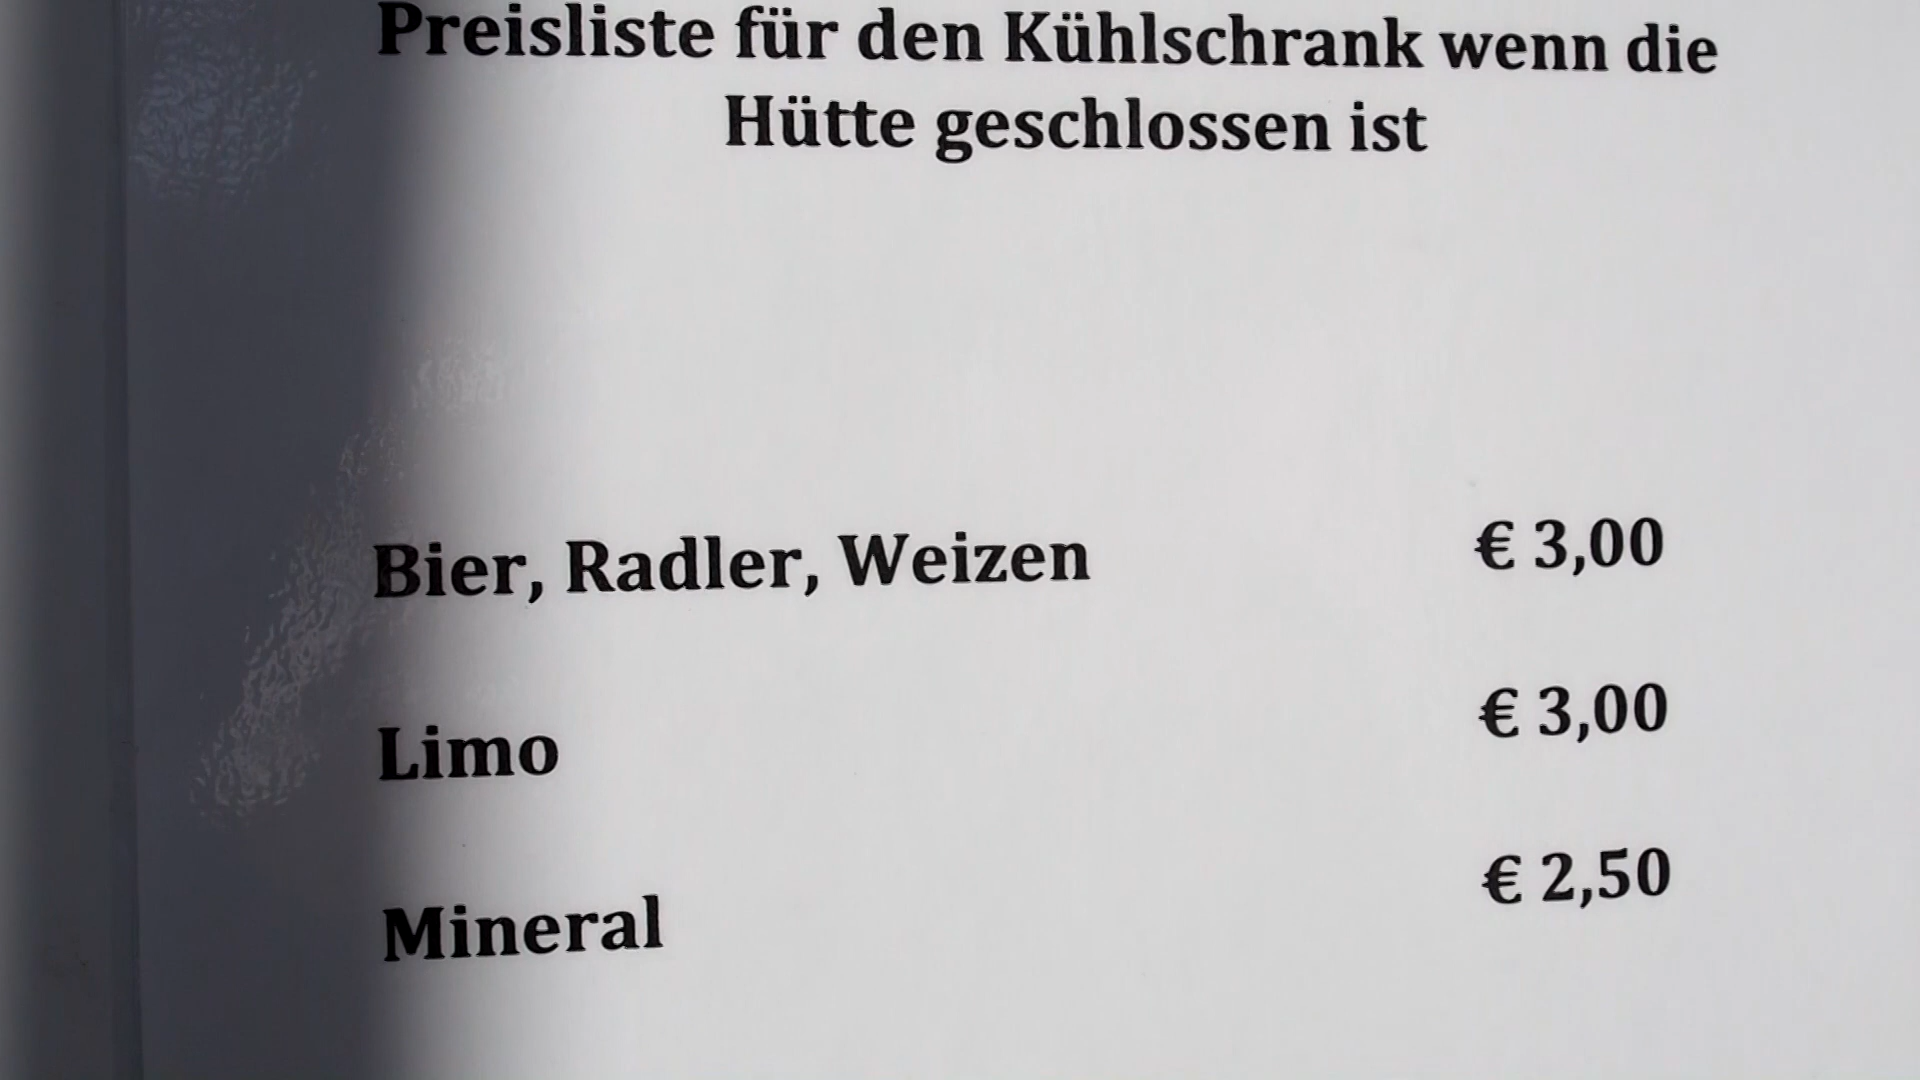 Preisliste für den Kühlschrank wenn die
Hütte geschlossen ist
Bier, Radler, Weizen € 3,00
Limo € 3,00
Mineral € 2,50